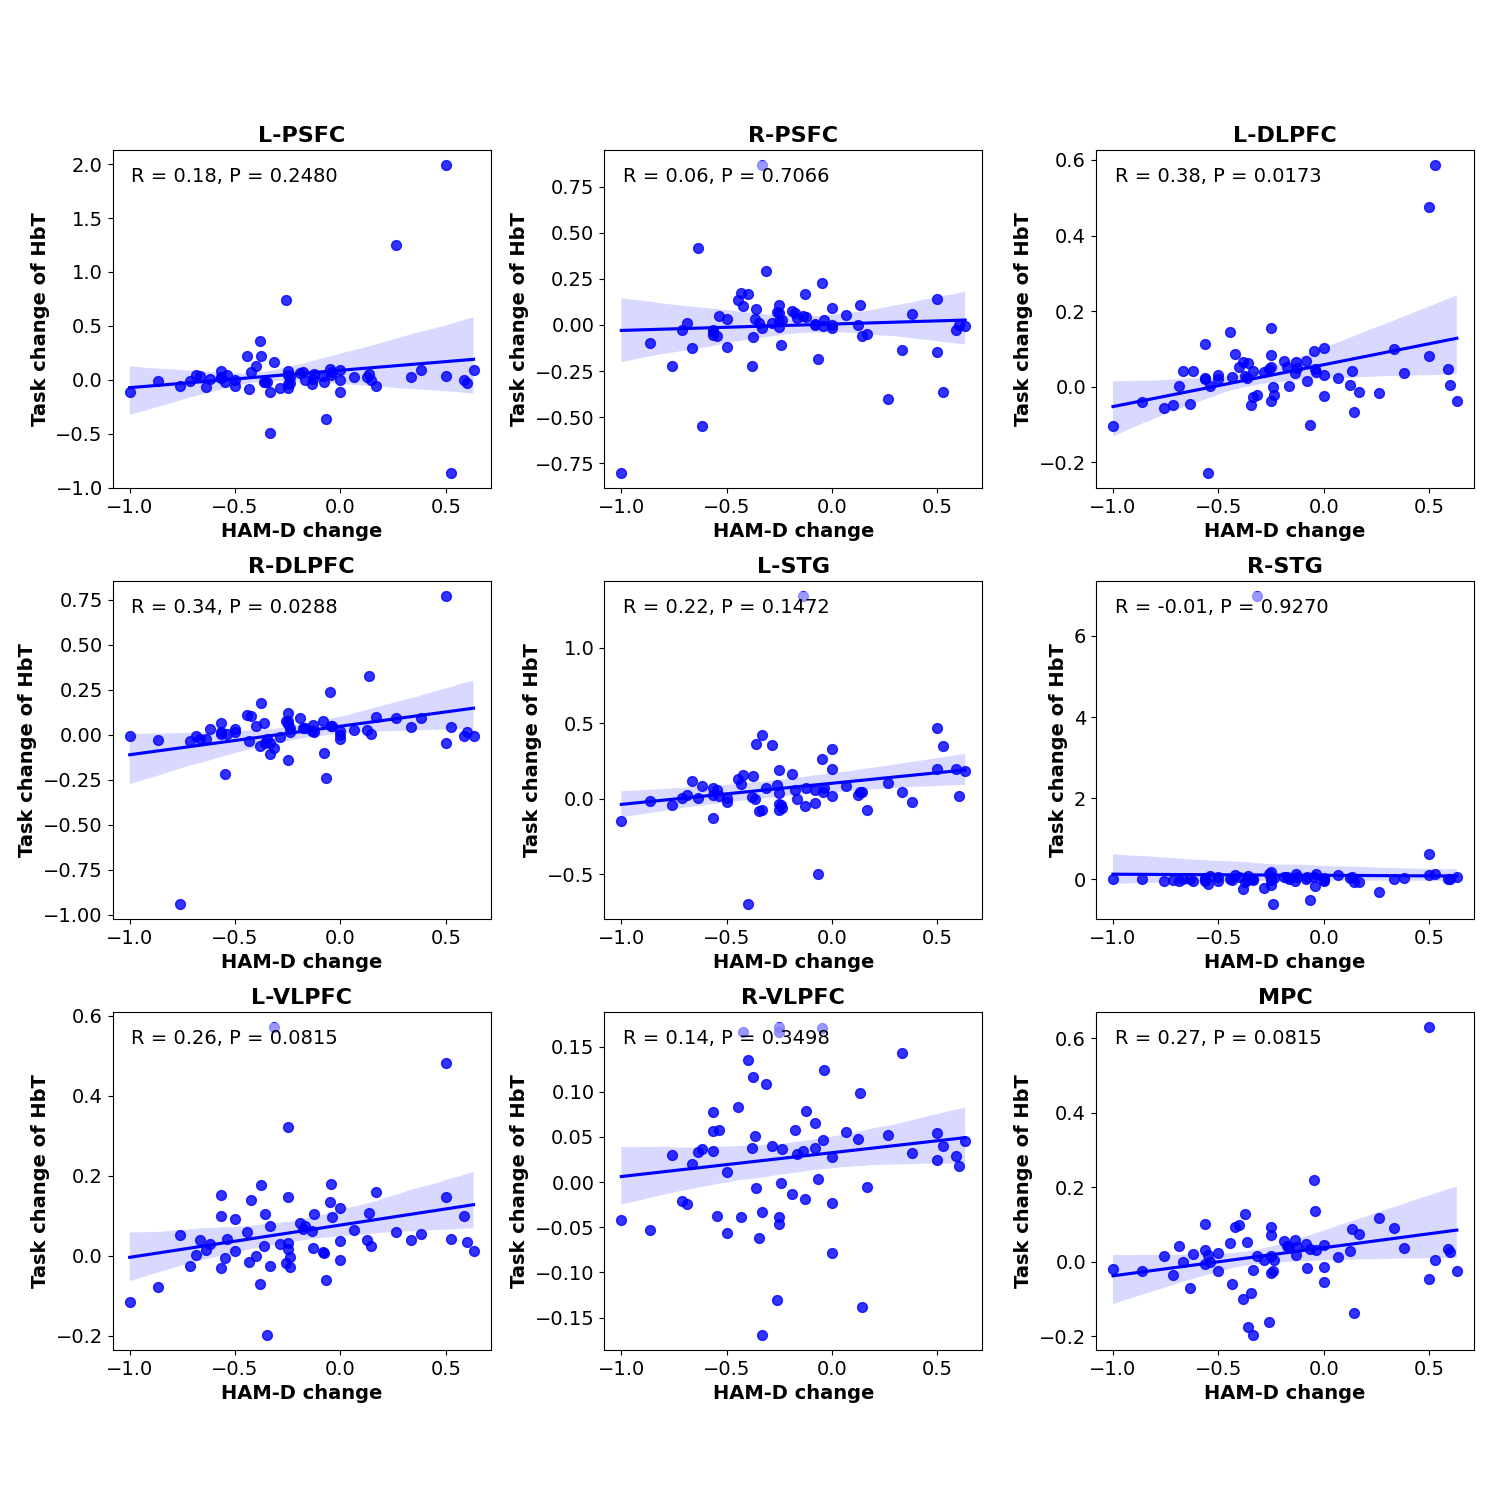 L-PSFC
R = 0.18, P = 0.2480
Task change of HbT
2.0
1.5
1.0
0.5
0.0
−0.5
−1.0
−1.0 −0.5 0.0 0.5
HAM-D change
R-PSFC
R = 0.06, P = 0.7066
Task change of HbT
0.75
0.50
0.25
0.00
−0.25
−0.50
−0.75
−1.0 −0.5 0.0 0.5
HAM-D change
L-DLPFC
R = 0.38, P = 0.0173
Task change of HbT
0.6
0.4
0.2
0.0
−0.2
−1.0 −0.5 0.0 0.5
HAM-D change
R-DLPFC
R = 0.34, P = 0.0288
Task change of HbT
0.75
0.50
0.25
0.00
−0.25
−0.50
−0.75
−1.00
−1.0 −0.5 0.0 0.5
HAM-D change
L-STG
R = 0.22, P = 0.1472
Task change of HbT
1.0
0.5
0.0
−0.5
−1.0 −0.5 0.0 0.5
HAM-D change
R-STG
R = -0.01, P = 0.9270
Task change of HbT
6
4
2
0
−1.0 −0.5 0.0 0.5
HAM-D change
L-VLPFC
R = 0.26, P = 0.0815
Task change of HbT
0.6
0.4
0.2
0.0
−0.2
−1.0 −0.5 0.0 0.5
HAM-D change
R-VLPFC
R = 0.14, P = 0.3498
Task change of HbT
0.15
0.10
0.05
0.00
−0.05
−0.10
−0.15
−1.0 −0.5 0.0 0.5
HAM-D change
MPC
R = 0.27, P = 0.0815
Task change of HbT
0.6
0.4
0.2
0.0
−0.2
−1.0 −0.5 0.0 0.5
HAM-D change